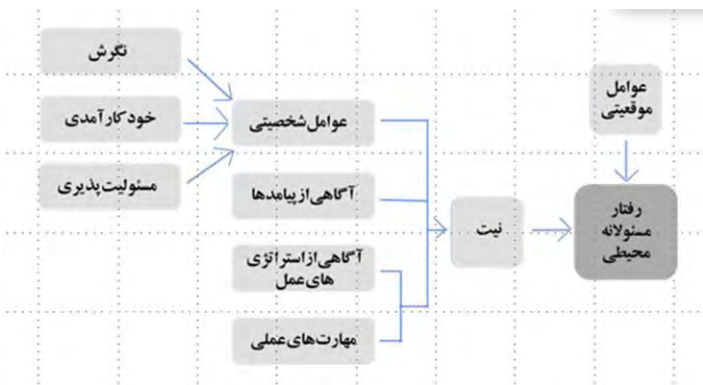 نگرش
خودکارآمدی
مسئولیت‌پذیری
عوامل شخصیتی
آگاهی از پیامدها
آگاهی از استراتژی
های عمل
مهارت‌های عملی
نیت
عوامل
موقعیتی
رفتار
مسئولانه
محیطی